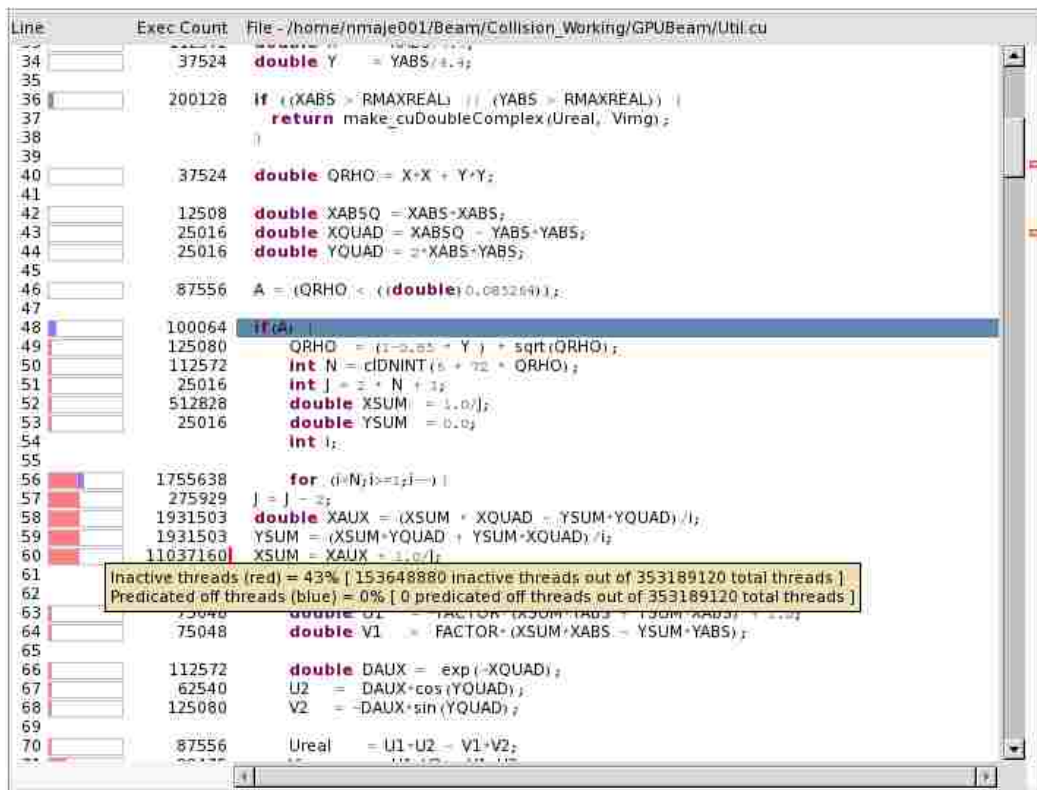 Line Exec Count File - /home/nmaje001/Beam/Collision_Working/GPUBeam/Util.cu
34 37524 double Y = YABS/4.4;
35
36 200128 if ((XABS > RMAXREAL) || (YABS > RMAXREAL)) {
37 return make_cuDoubleComplex(Ureal, Vimg);
38 }
39
40 37524 double QRHO = X*X + Y*Y;
41
42 12508 double XABSQ = XABS*XABS;
43 25016 double XQUAD = XABSQ - YABS*YABS;
44 25016 double YQUAD = 2*XABS*YABS;
45
46 87556 A = (QRHO < ((double)0.085264));
47
48 100064 if(A) {
49 125080 QRHO = (1-0.85 * Y ) * sqrt(QRHO);
50 112572 int N = cIDNINT(6 + 72 * QRHO);
51 25016 int J = 2 * N + 1;
52 512828 double XSUM = 1.0/J;
53 25016 double YSUM = 0.0;
54 int i;
55
56 1755638 for (i=N;i>=1;i--) {
57 275929 J = J - 2;
58 1931503 double XAUX = (XSUM * XQUAD - YSUM*YQUAD)/i;
59 1931503 YSUM = (XSUM*YQUAD + YSUM*XQUAD)/i;
60 11037160 XSUM = XAUX + 1.0/J;
61
Inactive threads (red) = 43% [ 153648880 inactive threads out of 353189120 total threads ]
62
Predicated off threads (blue) = 0% [ 0 predicated off threads out of 353189120 total threads ]
63 75048 double U1 FACTOR* (XSUM*YABS + YSUM*XABS) + 1.0;
64 75048 double V1 = FACTOR* (XSUM*XABS - YSUM*YABS);
65
66 112572 double DAUX = exp(-XQUAD);
67 62540 U2 = DAUX*cos(YQUAD);
68 125080 V2 = -DAUX*sin(YQUAD);
69
70 87556 Ureal = U1*U2 - V1*V2;